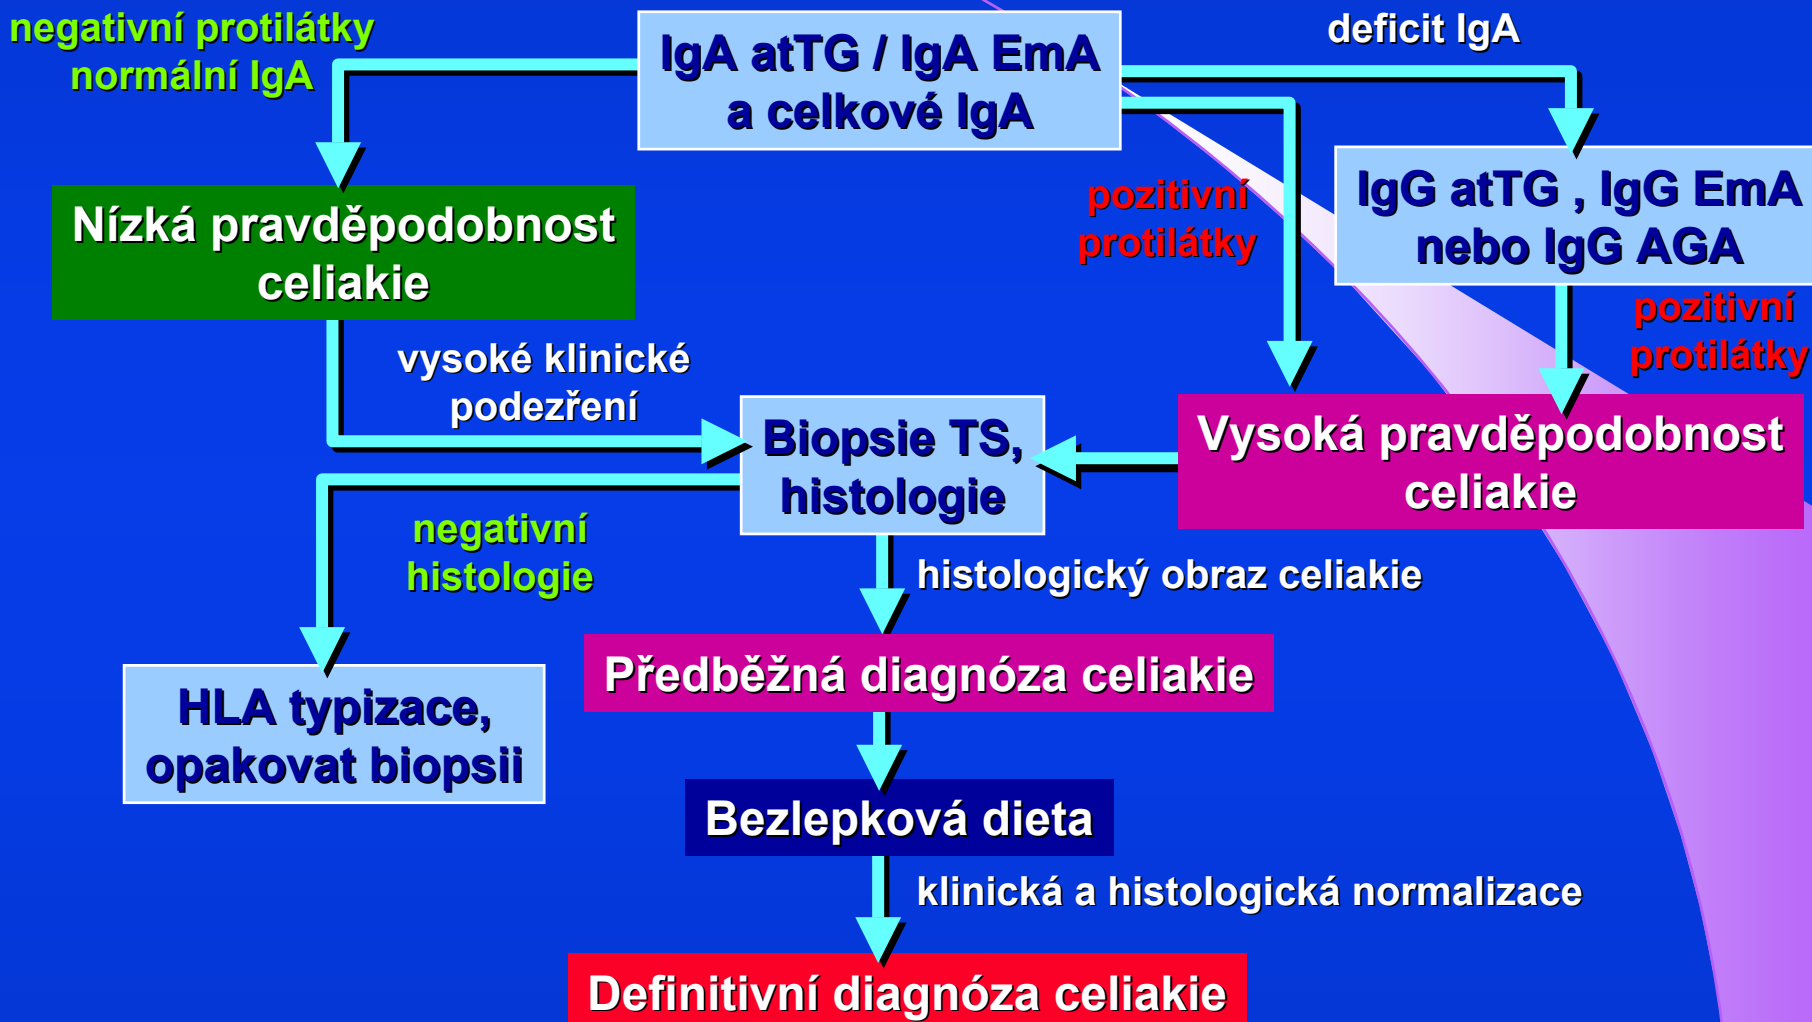 negativní protilátky
normální IgA
IgA atTG / IgA EmA
a celkové IgA
deficit IgA
pozitivní
protilátky
IgG atTG , IgG EmA
nebo IgG AGA
pozitivní
protilátky
Nízká pravděpodobnost
celiakie
vysoké klinické
podezření
Biopsie TS,
histologie
Vysoká pravděpodobnost
celiakie
negativní
histologie
histologický obraz celiakie
HLA typizace,
opakovat biopsii
Předběžná diagnóza celiakie
Bezlepková dieta
klinická a histologická normalizace
Definitivní diagnóza celiakie